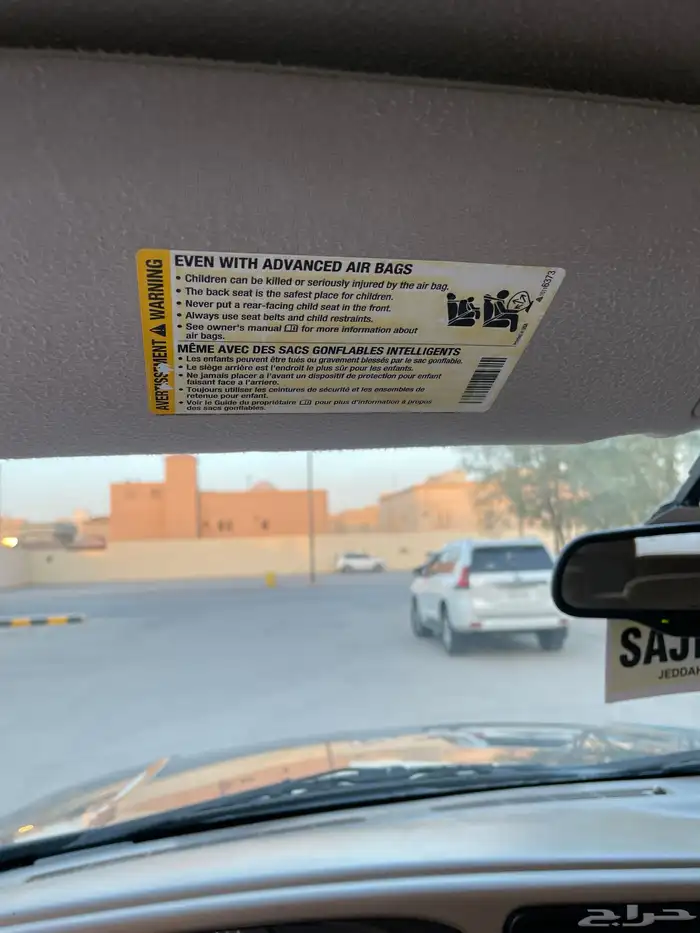 EVEN WITH ADVANCED AIR BAGS
• Children can be killed or seriously injured by the air bag.
• The back seat is the safest place for children.
• Never put a rear-facing child seat in the front.
• Always use seat belts and child restraints.
• See owner's manual for more information about
air bags.
MÊME AVEC DES SACS GONFLABLES INTELLIGENTS
• Les enfants peuvent être tués ou gravement blessés par le sac gonflable.
• Le siège arrière est l'endroit le plus sûr pour les enfants.
• Ne jamais placer a l'avant un dispositif de protection pour enfant
faisant face a l'arriere.
• Toujours utiliser les ceintures de sécurité et les ensembles de
retenue pour enfant.
• Voir le Guide du propriétaire pour plus d'information à propos
des sacs gonflables.
WARNING
JEDDAH
حراج